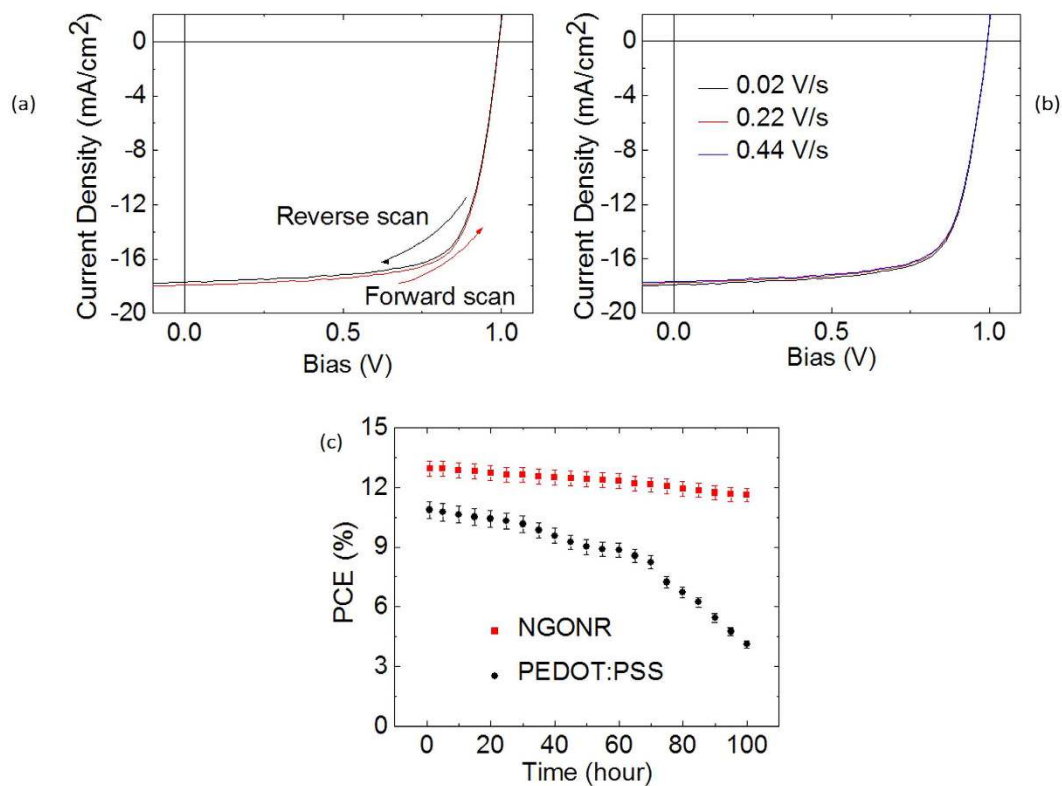 (a)
Current Density (mA/cm2)
0
-4
-8
-12
-16
-20
Reverse scan
Forward scan
0.0
0.5
1.0
Bias (V)
(b)
Current Density (mA/cm2)
0
-4
-8
-12
-16
-20
0.02 V/s
0.22 V/s
0.44 V/s
0.0
0.5
1.0
Bias (V)
(c)
PCE (%)
15
12
9
6
3
0
NGONR
PEDOT:PSS
0
20
40
60
80
100
Time (hour)